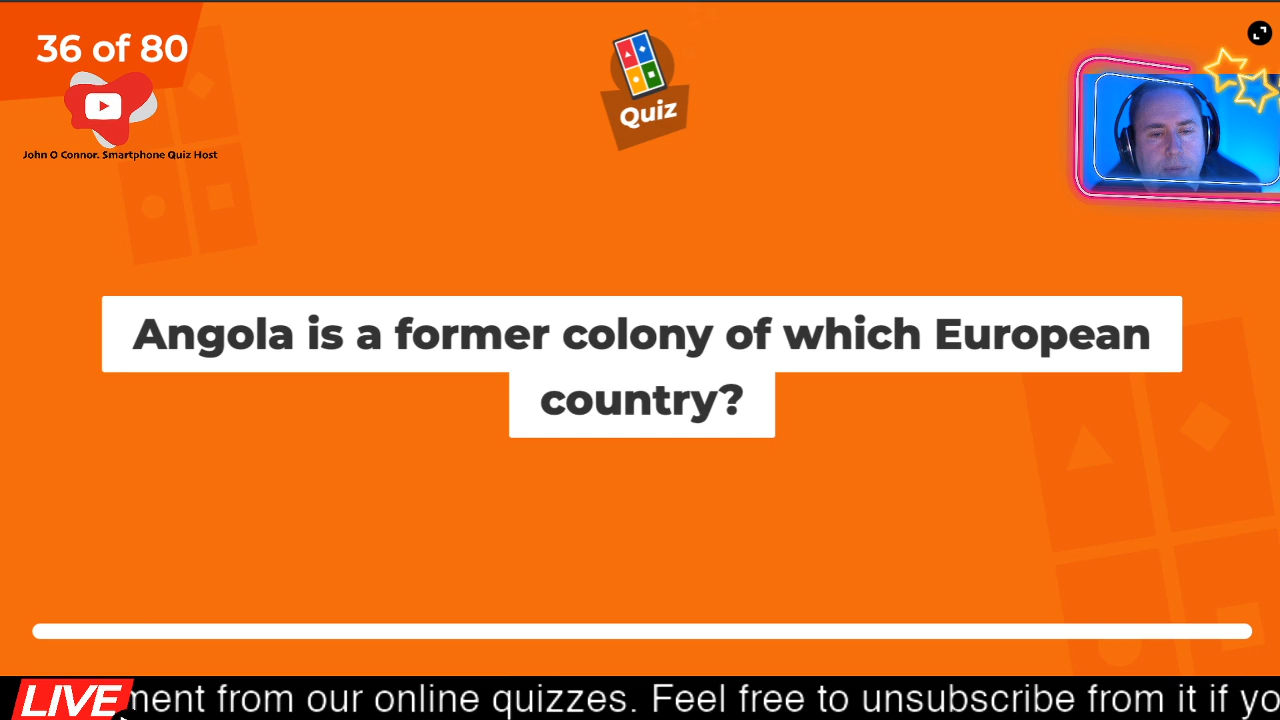 36 of 80
John O Connor. Smartphone Quiz Host
Quiz
Angola is a former colony of which European
country?
LIVE
ment from our online quizzes. Feel free to unsubscribe from it if yo